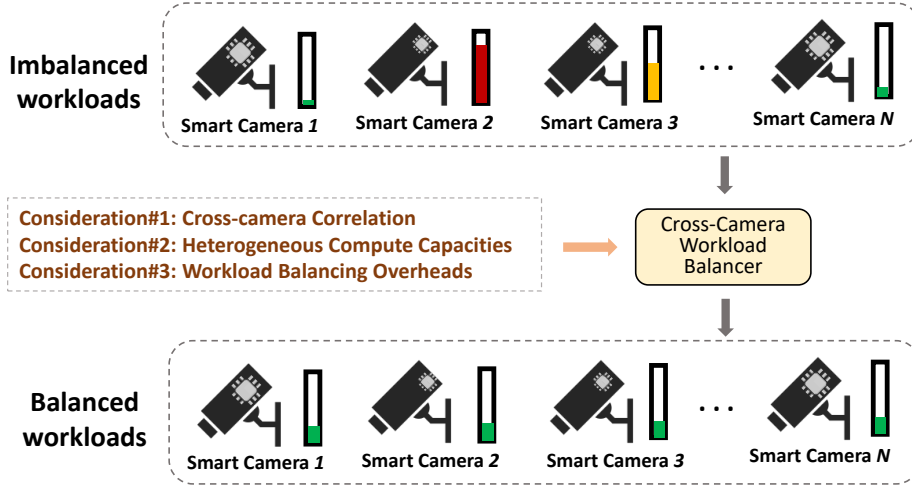 Imbalanced
workloads
Smart Camera 1
Smart Camera 2
Smart Camera 3
...
Smart Camera N
Consideration#1: Cross-camera Correlation
Consideration#2: Heterogeneous Compute Capacities
Consideration#3: Workload Balancing Overheads
Cross-Camera
Workload
Balancer
Balanced
workloads
Smart Camera 1
Smart Camera 2
Smart Camera 3
...
Smart Camera N